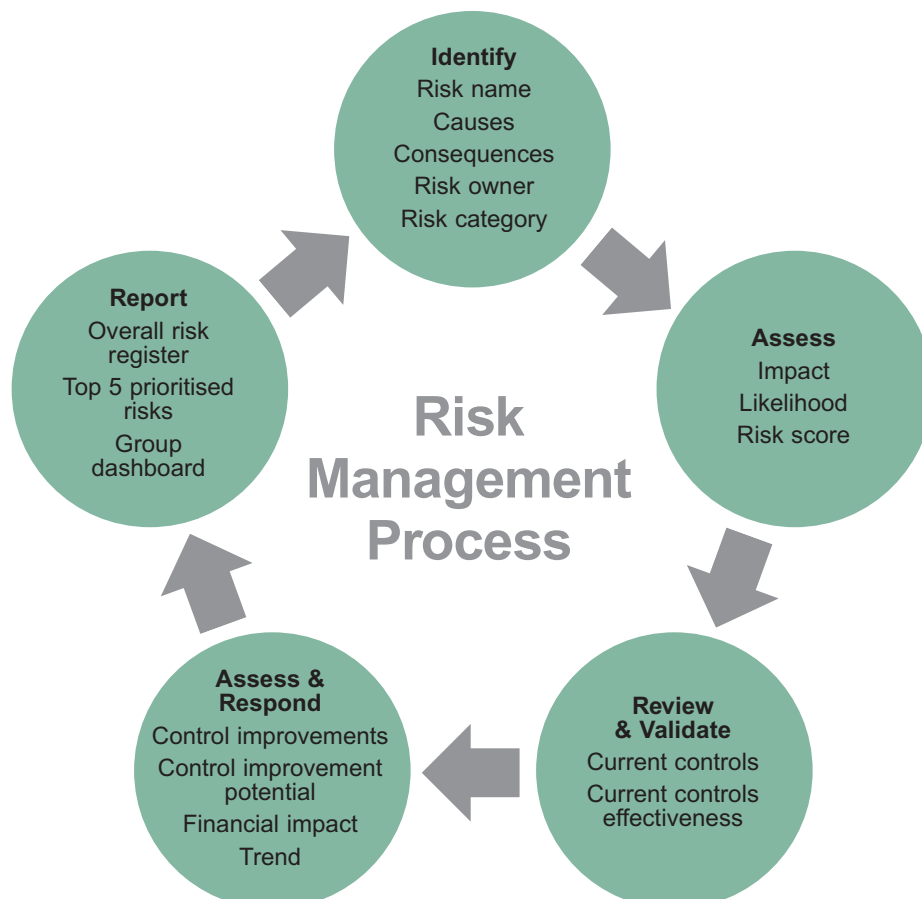 Identify
Risk name
Causes
Consequences
Risk owner
Risk category
Assess
Impact
Likelihood
Risk score
Review
& Validate
Current controls
Current controls
effectiveness
Assess &
Respond
Control improvements
Control improvement
potential
Financial impact
Trend
Report
Overall risk
register
Top 5 prioritised
risks
Group
dashboard
Risk
Management
Process